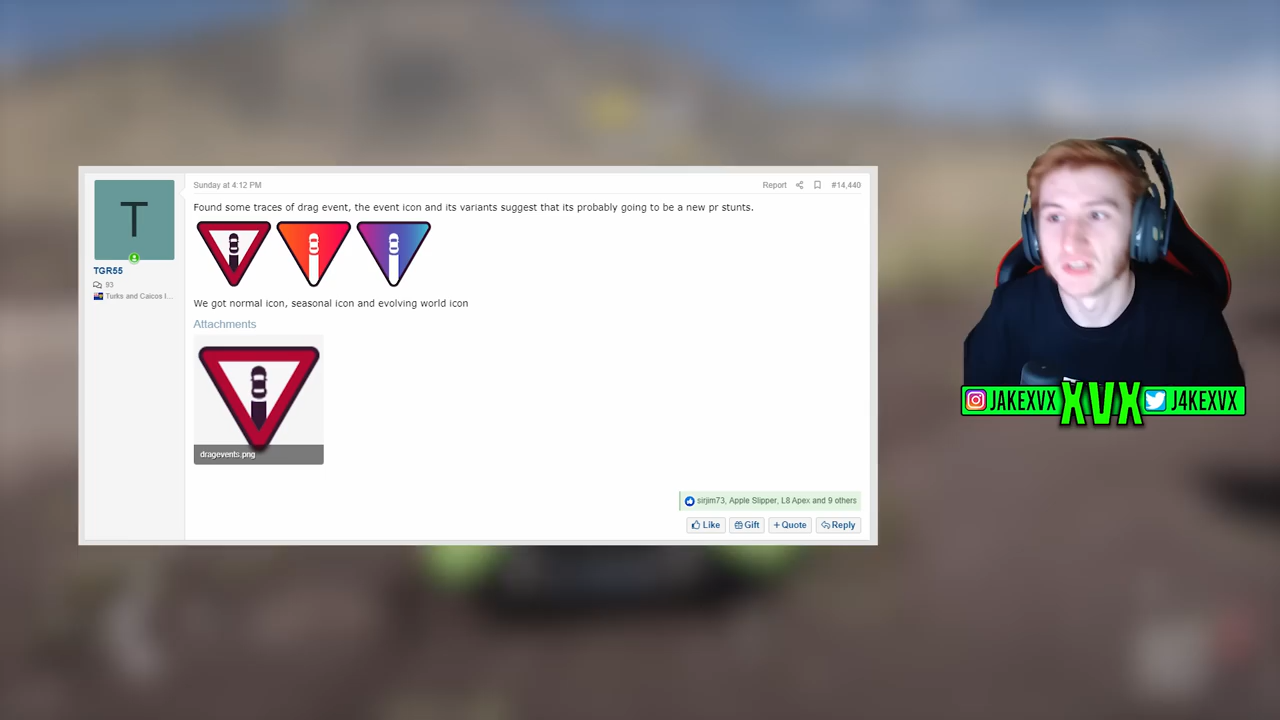 Sunday at 4:12 PM
Report
#14,440
T
TGR55
93
Turks and Caicos I...
Found some traces of drag event, the event icon and its variants suggest that its probably going to be a new pr stunts.
We got normal icon, seasonal icon and evolving world icon
Attachments
dragevents.png
sirjim73, Apple Slipper, L8 Apex and 9 others
Like
Gift
+ Quote
Reply
JAKEXVX
XVX
J4KEXVX